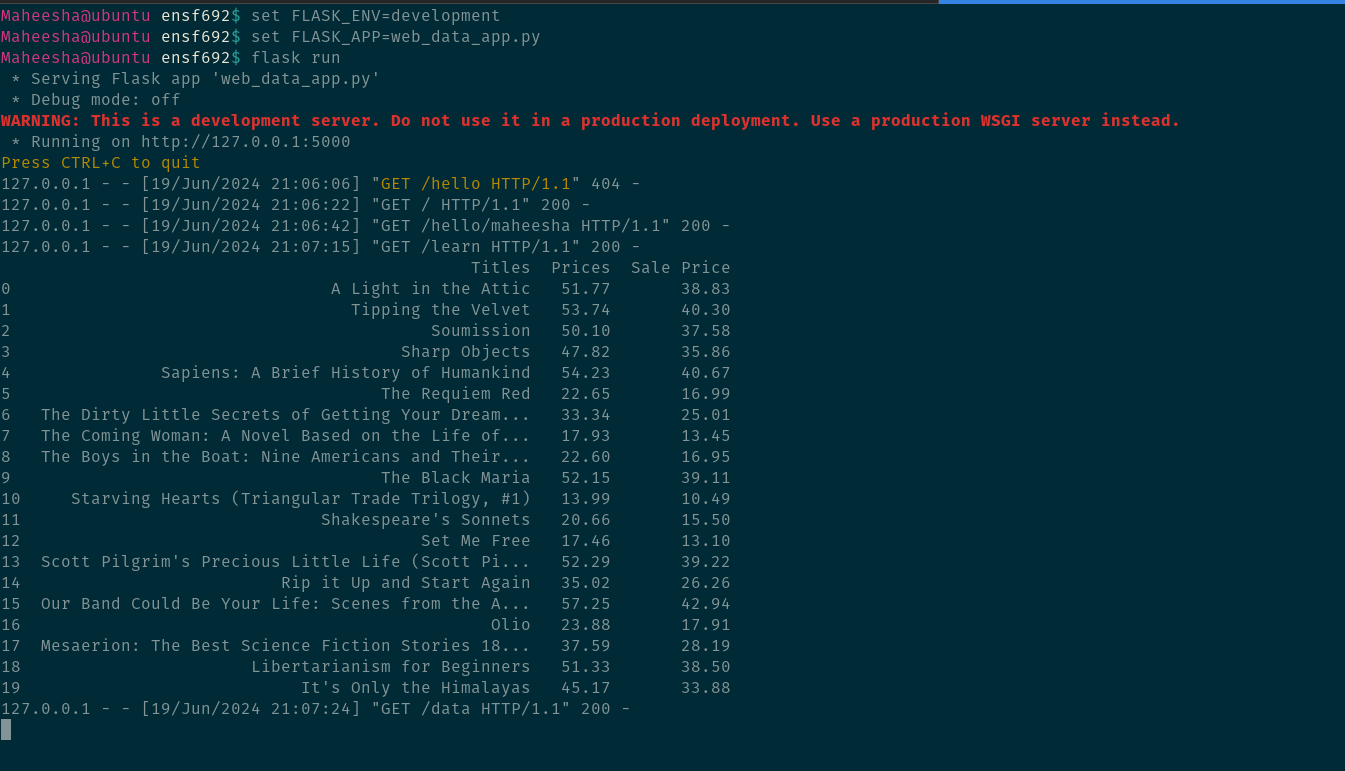 Maheesha@ubuntu ensf692$ set FLASK_ENV=development
Maheesha@ubuntu ensf692$ set FLASK_APP=web_data_app.py
Maheesha@ubuntu ensf692$ flask run
 * Serving Flask app 'web_data_app.py'
 * Debug mode: off
WARNING: This is a development server. Do not use it in a production deployment. Use a production WSGI server instead.
 * Running on http://127.0.0.1:5000
Press CTRL+C to quit
127.0.0.1 - - [19/Jun/2024 21:06:06] "GET /hello HTTP/1.1" 404 -
127.0.0.1 - - [19/Jun/2024 21:06:22] "GET / HTTP/1.1" 200 -
127.0.0.1 - - [19/Jun/2024 21:06:42] "GET /hello/maheesha HTTP/1.1" 200 -
127.0.0.1 - - [19/Jun/2024 21:07:15] "GET /learn HTTP/1.1" 200 -
                                               Titles  Prices  Sale Price
0                                A Light in the Attic   51.77       38.83
1                                  Tipping the Velvet   53.74       40.30
2                                          Soumission   50.10       37.58
3                                       Sharp Objects   47.82       35.86
4               Sapiens: A Brief History of Humankind   54.23       40.67
5                                     The Requiem Red   22.65       16.99
6   The Dirty Little Secrets of Getting Your Dream...   33.34       25.01
7   The Coming Woman: A Novel Based on the Life of...   17.93       13.45
8   The Boys in the Boat: Nine Americans and Their...   22.60       16.95
9                                     The Black Maria   52.15       39.11
10     Starving Hearts (Triangular Trade Trilogy, #1)   13.99       10.49
11                              Shakespeare's Sonnets   20.66       15.50
12                                        Set Me Free   17.46       13.10
13  Scott Pilgrim's Precious Little Life (Scott Pi...   52.29       39.22
14                          Rip it Up and Start Again   35.02       26.26
15  Our Band Could Be Your Life: Scenes from the A...   57.25       42.94
16                                               Olio   23.88       17.91
17  Mesaerion: The Best Science Fiction Stories 18...   37.59       28.19
18                       Libertarianism for Beginners   51.33       38.50
19                            It's Only the Himalayas   45.17       33.88
127.0.0.1 - - [19/Jun/2024 21:07:24] "GET /data HTTP/1.1" 200 -